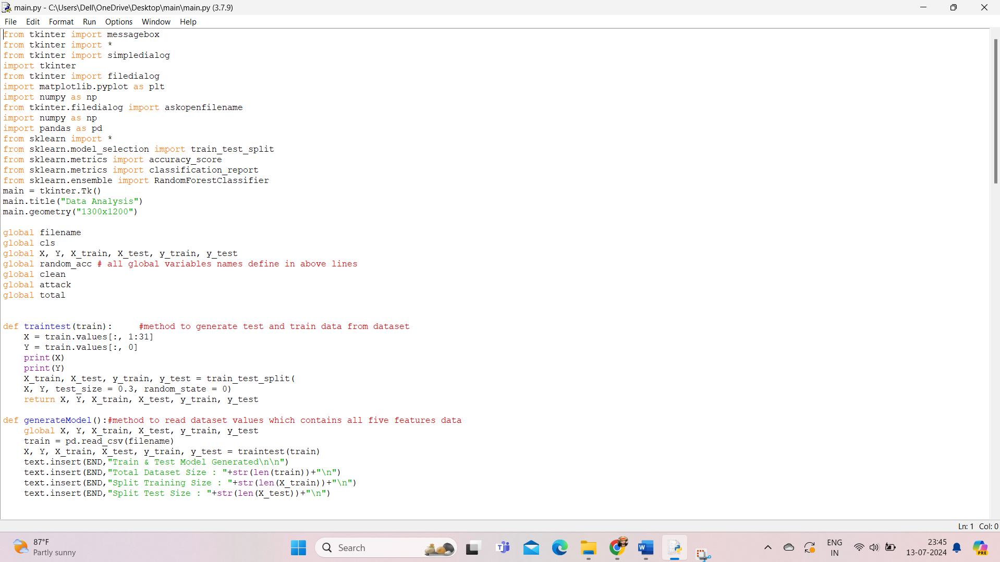 main.py - C:\Users\Dell\OneDrive\Desktop\main\main.py (3.7.9)
File Edit Format Run Options Window Help
from tkinter import messagebox
from tkinter import *
from tkinter import simpledialog
import tkinter
from tkinter import filedialog
import matplotlib.pyplot as plt
import numpy as np
from tkinter.filedialog import askopenfilename
import numpy as np
import pandas as pd
from sklearn import *
from sklearn.model_selection import train_test_split
from sklearn.metrics import accuracy_score
from sklearn.metrics import classification_report
from sklearn.ensemble import RandomForestClassifier
main = tkinter.Tk()
main.title("Data Analysis")
main.geometry("1300x1200")
global filename
global cls
global X, Y, X_train, X_test, y_train, y_test
global random_acc # all global variables names define in above lines
global clean
global attack
global total
def traintest(train):     #method to generate test and train data from dataset
    X = train.values[:, 1:31]
    Y = train.values[:, 0]
    print(X)
    print(Y)
    X_train, X_test, y_train, y_test = train_test_split(
    X, Y, test_size = 0.3, random_state = 0)
    return X, Y, X_train, X_test, y_train, y_test
def generateModel():#method to read dataset values which contains all five features data
    global X, Y, X_train, X_test, y_train, y_test
    train = pd.read_csv(filename)
    X, Y, X_train, X_test, y_train, y_test = traintest(train)
    text.insert(END,"Train & Test Model Generated\n\n")
    text.insert(END,"Total Dataset Size : "+str(len(train))+"\n")
    text.insert(END,"Split Training Size : "+str(len(X_train))+"\n")
    text.insert(END,"Split Test Size : "+str(len(X_test))+"\n")
Ln: 1 Col: 0
87°F
Partly sunny
Search
ENG
IN
23:45
13-07-2024
PRE